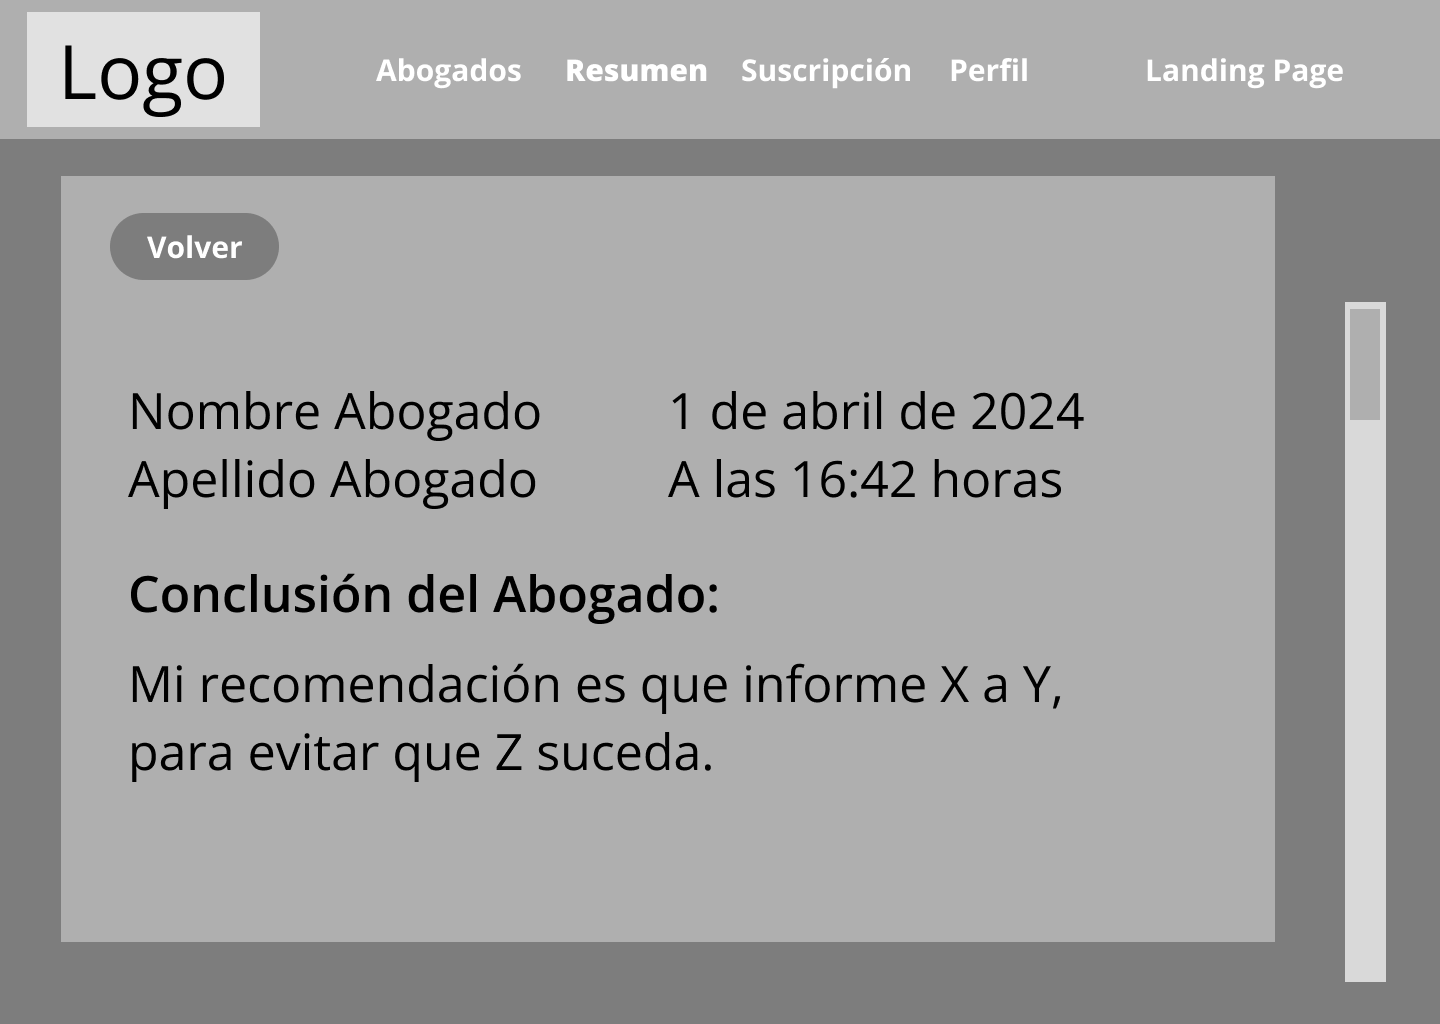 Logo
Abogados Resumen Suscripción Perfil Landing Page
Volver
Nombre Abogado 1 de abril de 2024
Apellido Abogado A las 16:42 horas
Conclusión del Abogado:
Mi recomendación es que informe X a Y,
para evitar que Z suceda.